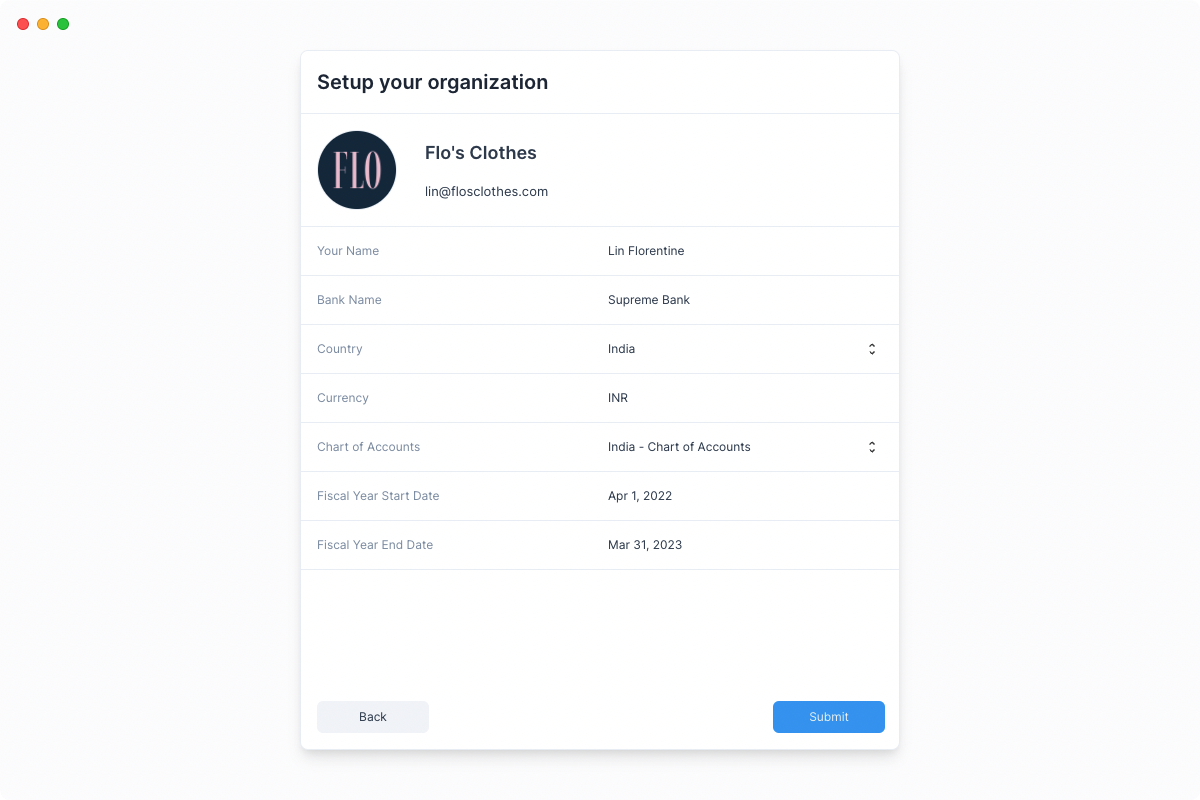 Setup your organization
FLO
Flo's Clothes
lin@flosclothes.com
Your Name Lin Florentine
Bank Name Supreme Bank
Country India
Currency INR
Chart of Accounts India - Chart of Accounts
Fiscal Year Start Date Apr 1, 2022
Fiscal Year End Date Mar 31, 2023
Back Submit